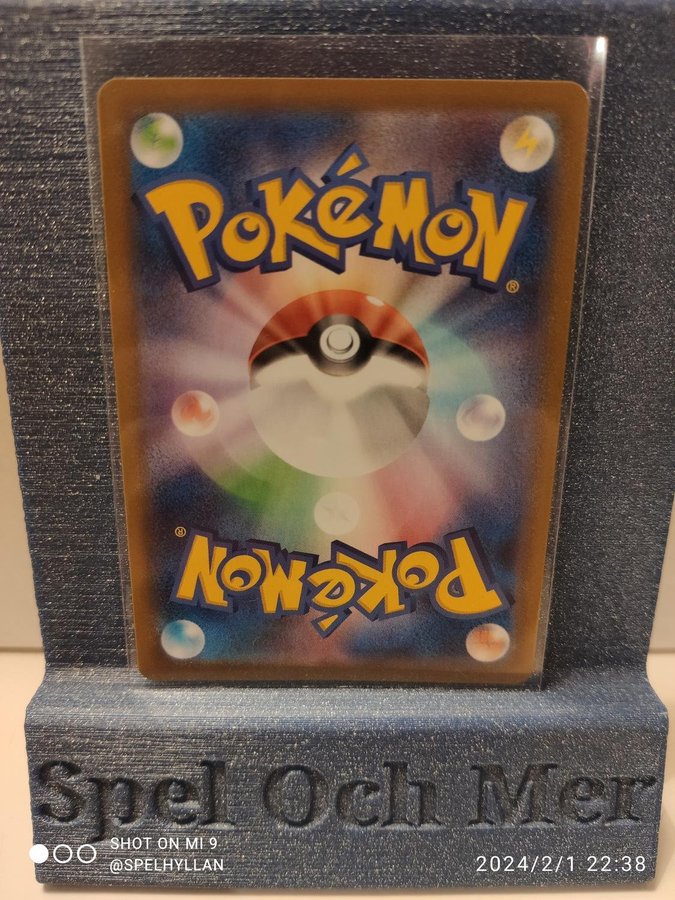 POKéMON®
POKéMON®
Spel Och Mer
SHOT ON MI 9
@SPELHYLLAN
2024/2/1 22:38